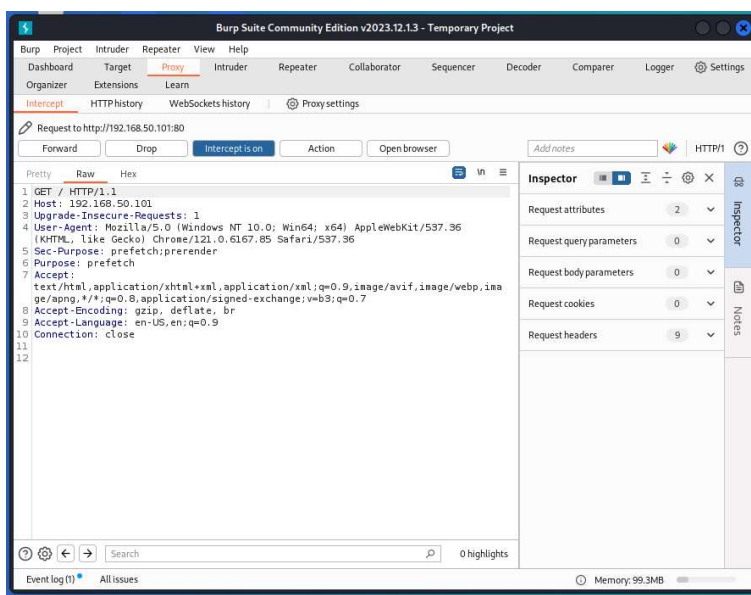 Burp Suite Community Edition v2023.12.1.3 - Temporary Project
Burp Project Intruder Repeater View Help
Dashboard Target Proxy Intruder Repeater Collaborator Sequencer Decoder Comparer Logger Settings
Organizer Extensions Learn
Intercept HTTP history WebSockets history Proxy settings
Request to http://192.168.50.101:80
Forward Drop Intercept is on Action Open browser Add notes HTTP/1
Pretty Raw Hex \n
Inspector
1 GET / HTTP/1.1
2 Host: 192.168.50.101
3 Upgrade-Insecure-Requests: 1
4 User-Agent: Mozilla/5.0 (Windows NT 10.0; Win64; x64) AppleWebKit/537.36
(KHTML, like Gecko) Chrome/121.0.6167.85 Safari/537.36
5 Sec-Purpose: prefetch;prerender
6 Purpose: prefetch
7 Accept:
text/html,application/xhtml+xml,application/xml;q=0.9,image/avif,image/webp,ima
ge/apng,*/*;q=0.8,application/signed-exchange;v=b3;q=0.7
8 Accept-Encoding: gzip, deflate, br
9 Accept-Language: en-US,en;q=0.9
10 Connection: close
11
12
Request attributes 2
Request query parameters 0
Request body parameters 0
Request cookies 0
Request headers 9
Inspector
Notes
Search 0 highlights
Event log (1) All issues Memory: 99.3MB